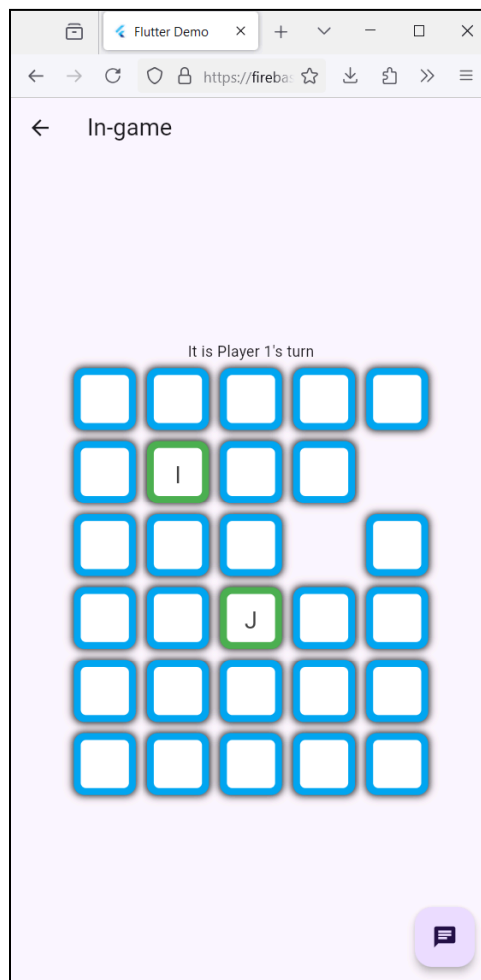 Flutter Demo
https://fireba
In-game
It is Player 1's turn
I
J